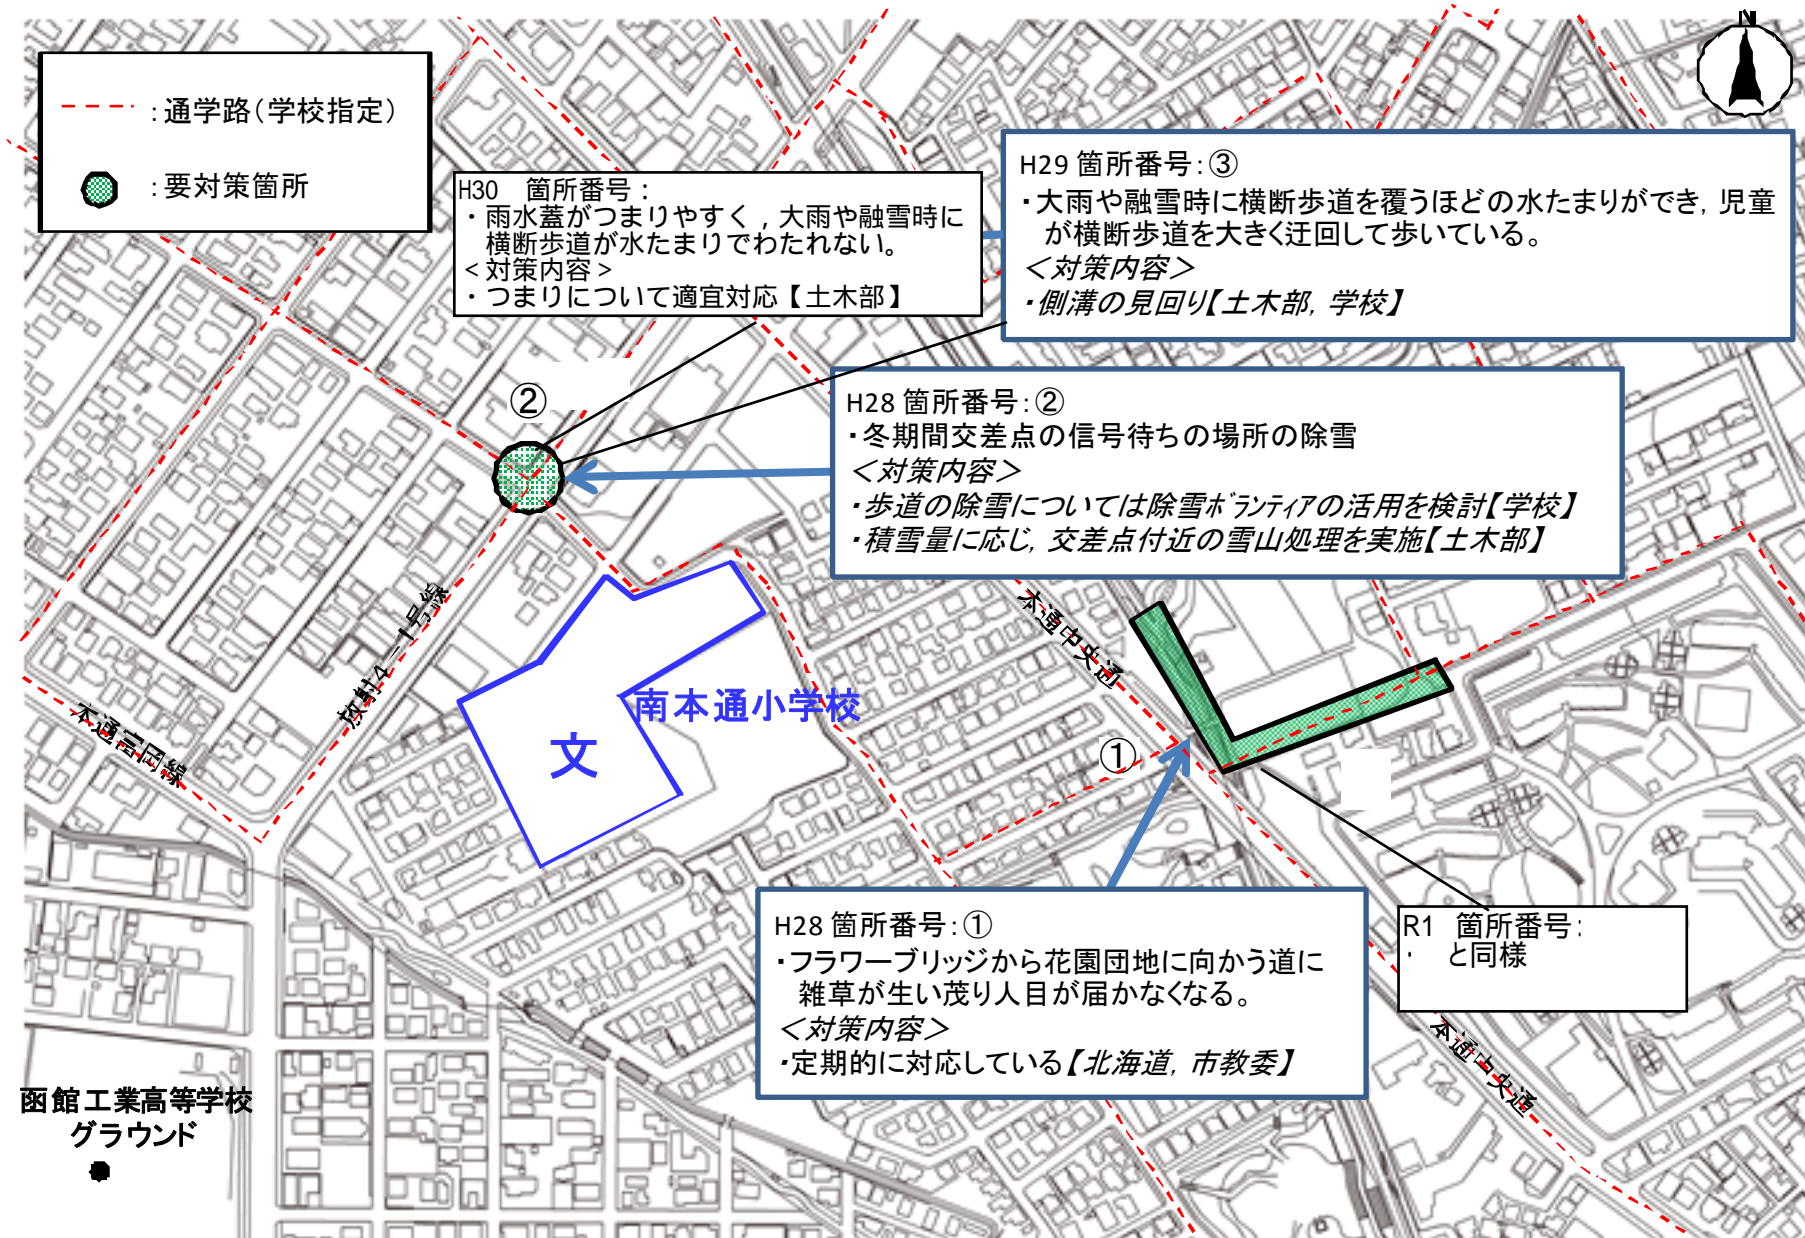 N
:通学路(学校指定)
:要対策箇所
H30 箇所番号:
・雨水蓋がつまりやすく,大雨や融雪時に
横断歩道が水たまりでわたれない。
<対策内容>
・つまりについて適宜対応【土木部】
H29 箇所番号:③
・大雨や融雪時に横断歩道を覆うほどの水たまりができ,児童
が横断歩道を大きく迂回して歩いている。
<対策内容>
・側溝の見回り【土木部,学校】
②
H28 箇所番号:②
・冬期間交差点の信号待ちの場所の除雪
<対策内容>
・歩道の除雪については除雪ボランティアの活用を検討【学校】
・積雪量に応じ,交差点付近の雪山処理を実施【土木部】
放射4-1号線
本通中央通
本通富岡線
南本通小学校
文
①
H28 箇所番号:①
・フラワーブリッジから花園団地に向かう道に
雑草が生い茂り人目が届かなくなる。
<対策内容>
・定期的に対応している【北海道,市教委】
R1 箇所番号:
・ と同様
本通中央通
函館工業高等学校
グラウンド